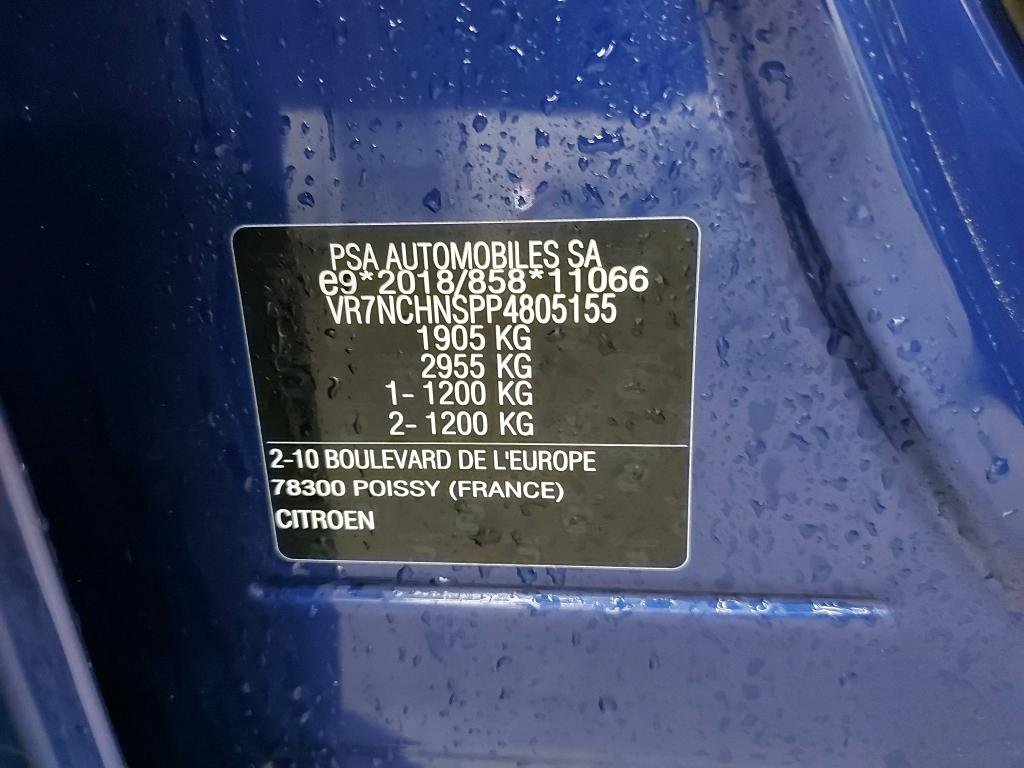 PSA AUTOMOBILES SA
e9*2018/858*11066
VR7NCHNSPP4805155
1905 KG
2955 KG
1- 1200 KG
2- 1200 KG
2-10 BOULEVARD DE L'EUROPE
78300 POISSY (FRANCE)
CITROEN